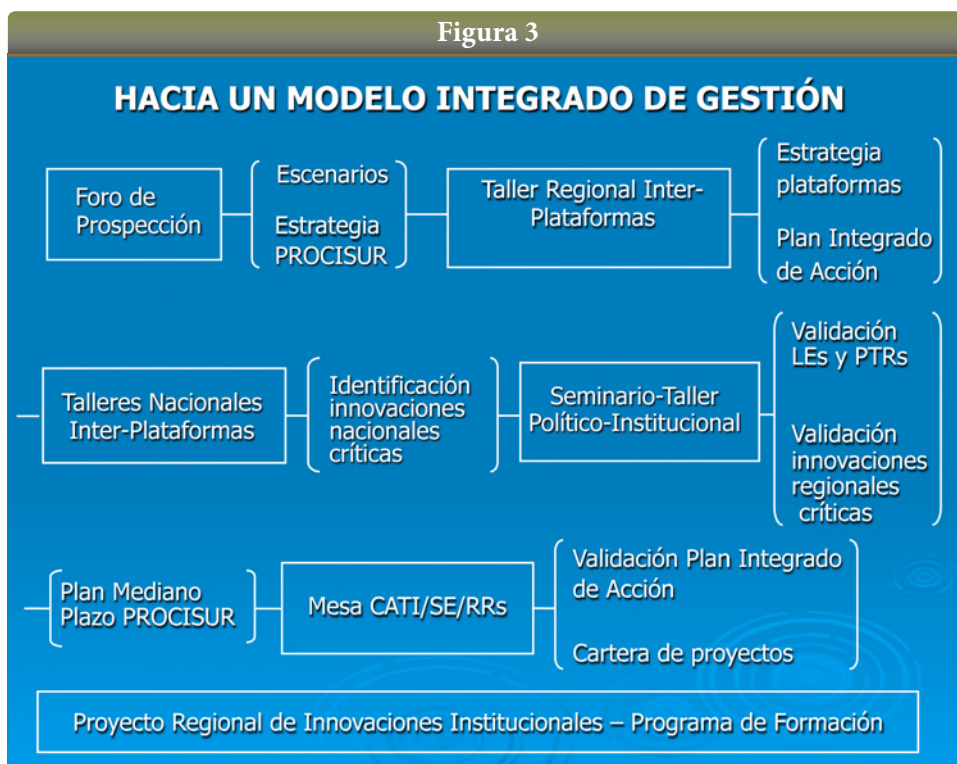 Figura 3
HACIA UN MODELO INTEGRADO DE GESTIÓN
Foro de
Prospección
Escenarios
Estrategia
PROCISUR
Taller Regional Inter-
Plataformas
Estrategia
plataformas
Plan Integrado
de Acción
Talleres Nacionales
Inter-Plataformas
Identificación
innovaciones
nacionales
críticas
Seminario-Taller
Político-Institucional
Validación
LEs y PTRs
Validación
innovaciones
regionales
críticas
Plan Mediano
Plazo PROCISUR
Mesa CATI/SE/RRs
Validación Plan Integrado
de Acción
Cartera de proyectos
Proyecto Regional de Innovaciones Institucionales – Programa de Formación